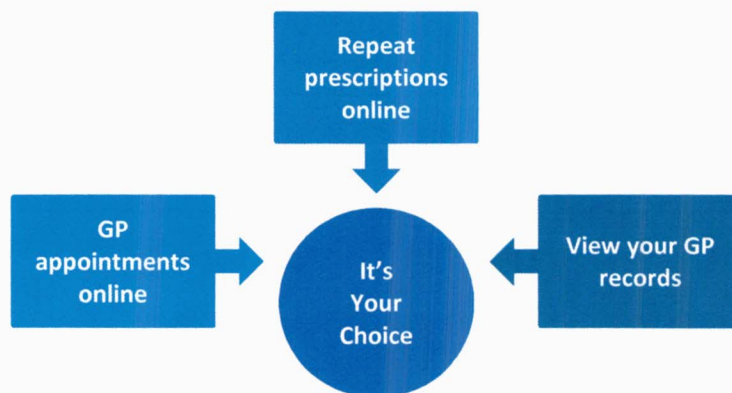 Repeat
prescriptions
online
GP
appointments
online
It's
Your
Choice
View your GP
records